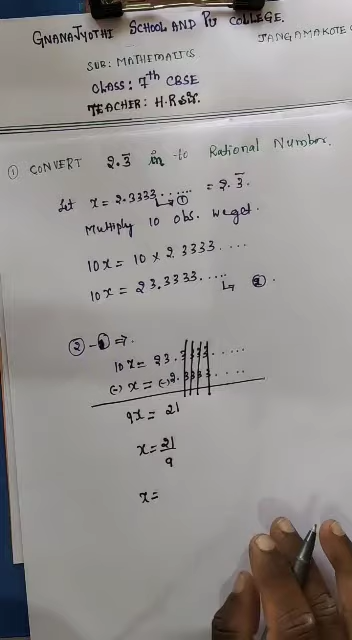 GNANAJYOTHI SCHOOL AND PU COLLEGE.
JANGAMAKOTE
SUB: MATHEMATICS
CLASS: 7th CBSE
TEACHER: H.R
① CONVERT 2.3̅ in to Rational Number.
Let x = 2.3333...... = 2.3̅.
↳ ①
Multiply 10 obs. we get.
10x = 10 × 2.3333....
10x = 23.3333.....
↳ ②
② - ① ⇒.
10x = 23.3333.....
(-) x = (-) 2.3333....
9x = 21
x = 21/9
x =